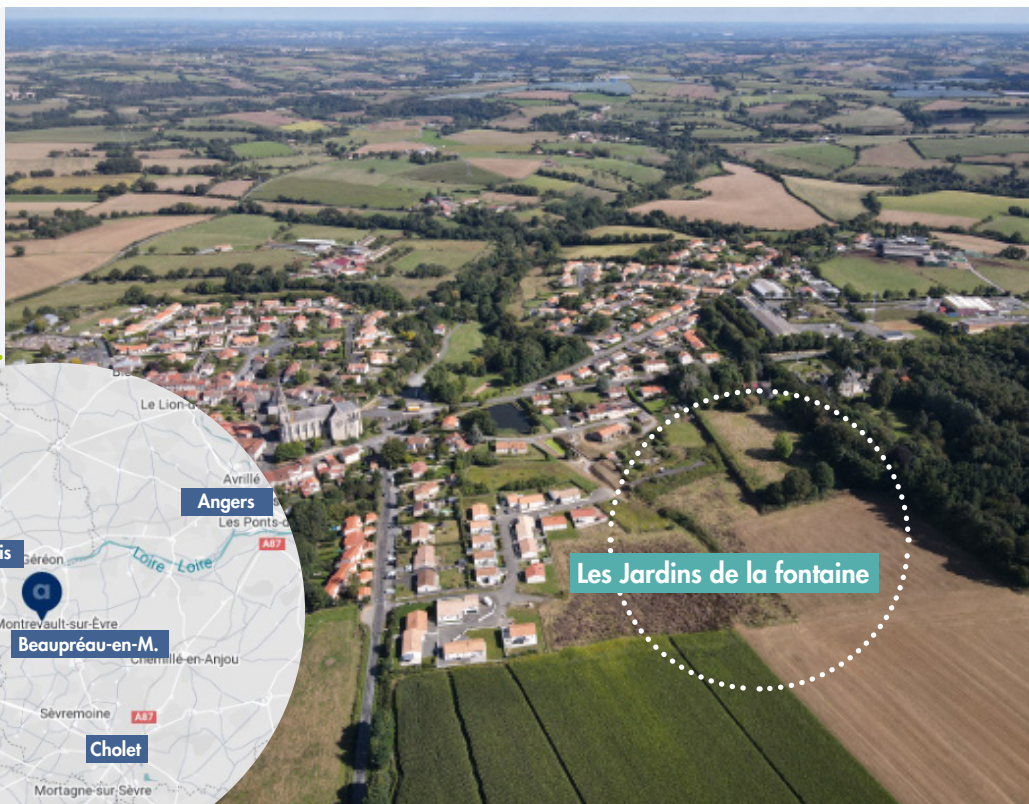 Le Lion-d
Avrillé
Angers
Les Ponts-d
A87
is
Géréon
Loire
Loire
a
Montrevault-sur-Èvre
Beaupréau-en-M.
Chemillé-en-Anjou
Les Jardins de la fontaine
Sèvremoine
A87
Cholet
Mortagne-sur-Sèvre